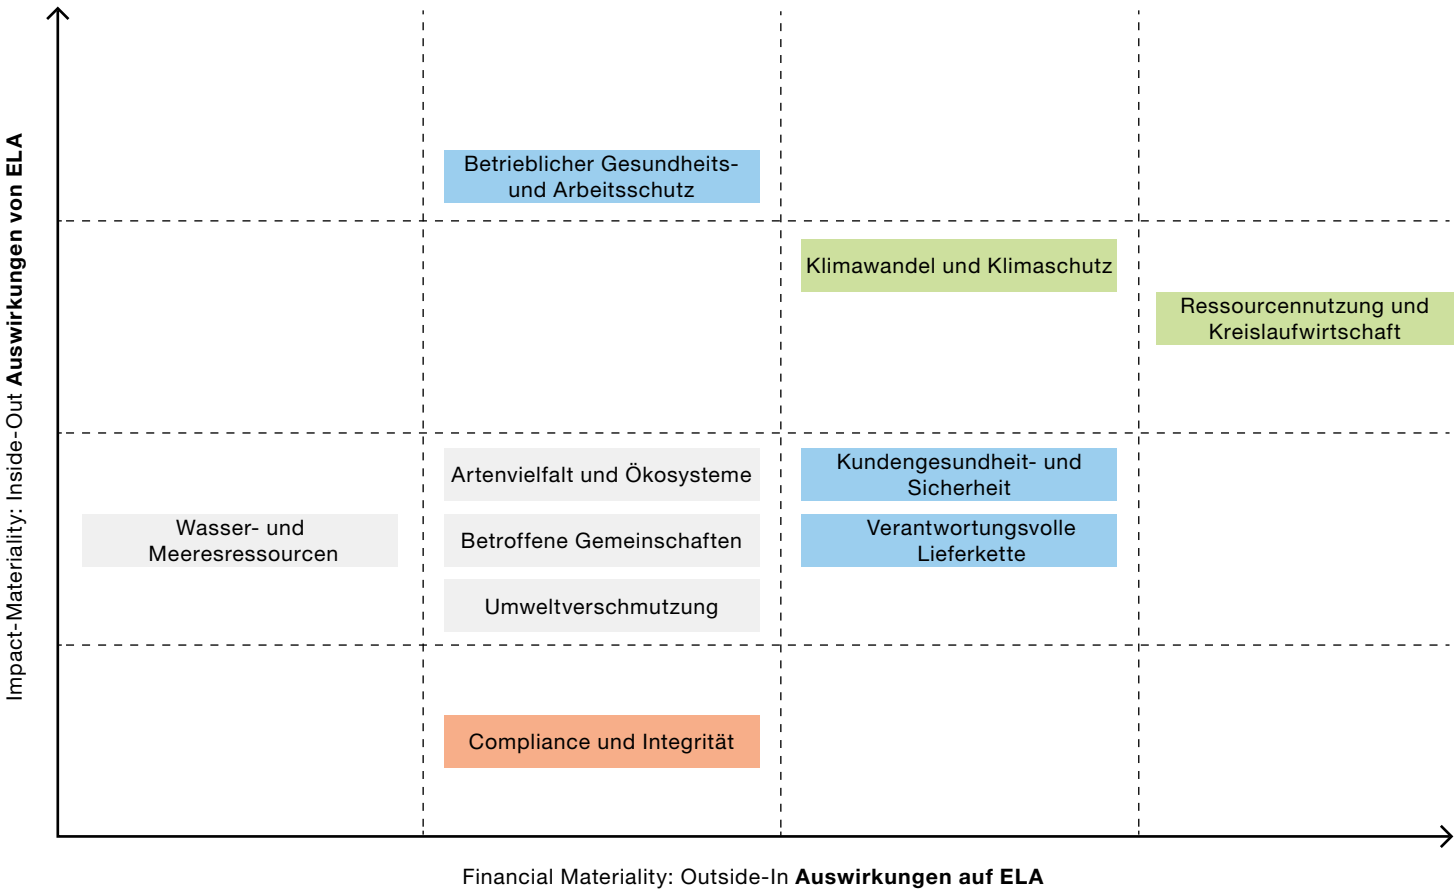 Impact-Materiality: Inside-Out Auswirkungen von ELA
Betrieblicher Gesundheits-
und Arbeitsschutz
Klimawandel und Klimaschutz
Ressourcennutzung und
Kreislaufwirtschaft
Artenvielfalt und Ökosysteme
Kundengesundheit- und
Sicherheit
Wasser- und
Meeresressourcen
Betroffene Gemeinschaften
Verantwortungsvolle
Lieferkette
Umweltverschmutzung
Compliance und Integrität
Financial Materiality: Outside-In Auswirkungen auf ELA